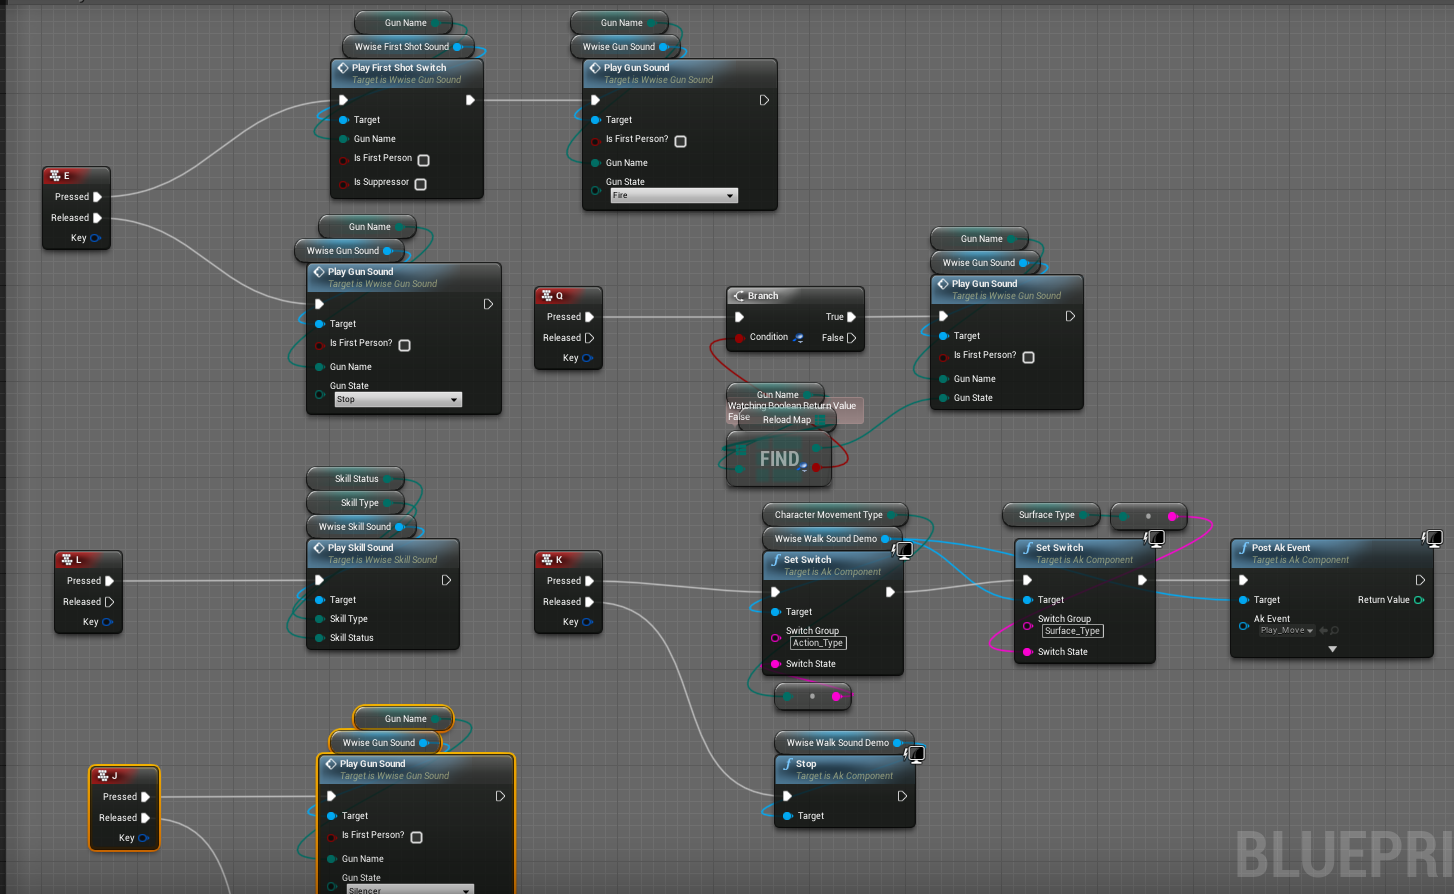 Gun Name
Wwise First Shot Sound
Play First Shot Switch
Target is Wwise Gun Sound
Target
Gun Name
Is First Person
Is Suppressor
Gun Name
Wwise Gun Sound
Play Gun Sound
Target is Wwise Gun Sound
Target
Is First Person?
Gun Name
Gun State
Fire
E
Pressed
Released
Key
Gun Name
Wwise Gun Sound
Play Gun Sound
Target is Wwise Gun Sound
Target
Is First Person?
Gun Name
Gun State
Stop
Q
Pressed
Released
Key
Branch
True
Condition
False
Gun Name
Watching Boolean Return Value
False
Reload Map
FIND
Gun Name
Wwise Gun Sound
Play Gun Sound
Target is Wwise Gun Sound
Target
Is First Person?
Gun Name
Gun State
Skill Status
Skill Type
Wwise Skill Sound
Play Skill Sound
Target is Wwise Skill Sound
Target
Skill Type
Skill Status
L
Pressed
Released
Key
K
Pressed
Released
Key
Character Movement Type
Wwise Walk Sound Demo
Set Switch
Target is Ak Component
Target
Switch Group
Action_Type
Switch State
Surfrace Type
Set Switch
Target is Ak Component
Target
Switch Group
Surface_Type
Switch State
Post Ak Event
Target is Ak Component
Target
Return Value
Ak Event
Play_Move
Wwise Walk Sound Demo
Stop
Target is Ak Component
Target
Gun Name
Wwise Gun Sound
Play Gun Sound
Target is Wwise Gun Sound
Target
Is First Person?
Gun Name
Gun State
Silencer
J
Pressed
Released
Key
BLUEPRI